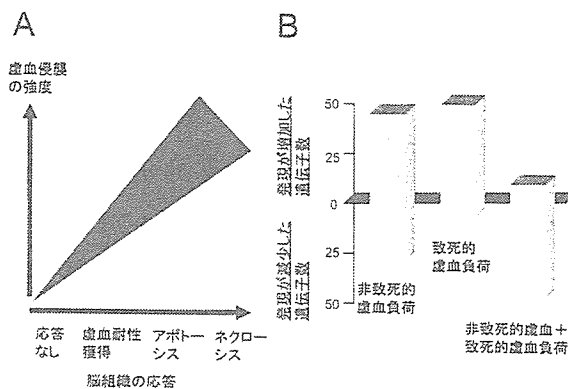 A
虚血侵襲
の強度
応答
なし
虚血耐性
獲得
アポトー
シス
ネクロー
シス
脳組織の応答
B
発現が増加した
遺伝子数
発現が減少した
遺伝子数
50
25
0
25
50
非致死的
虚血負荷
致死的
虚血負荷
非致死的虚血+
致死的虚血負荷